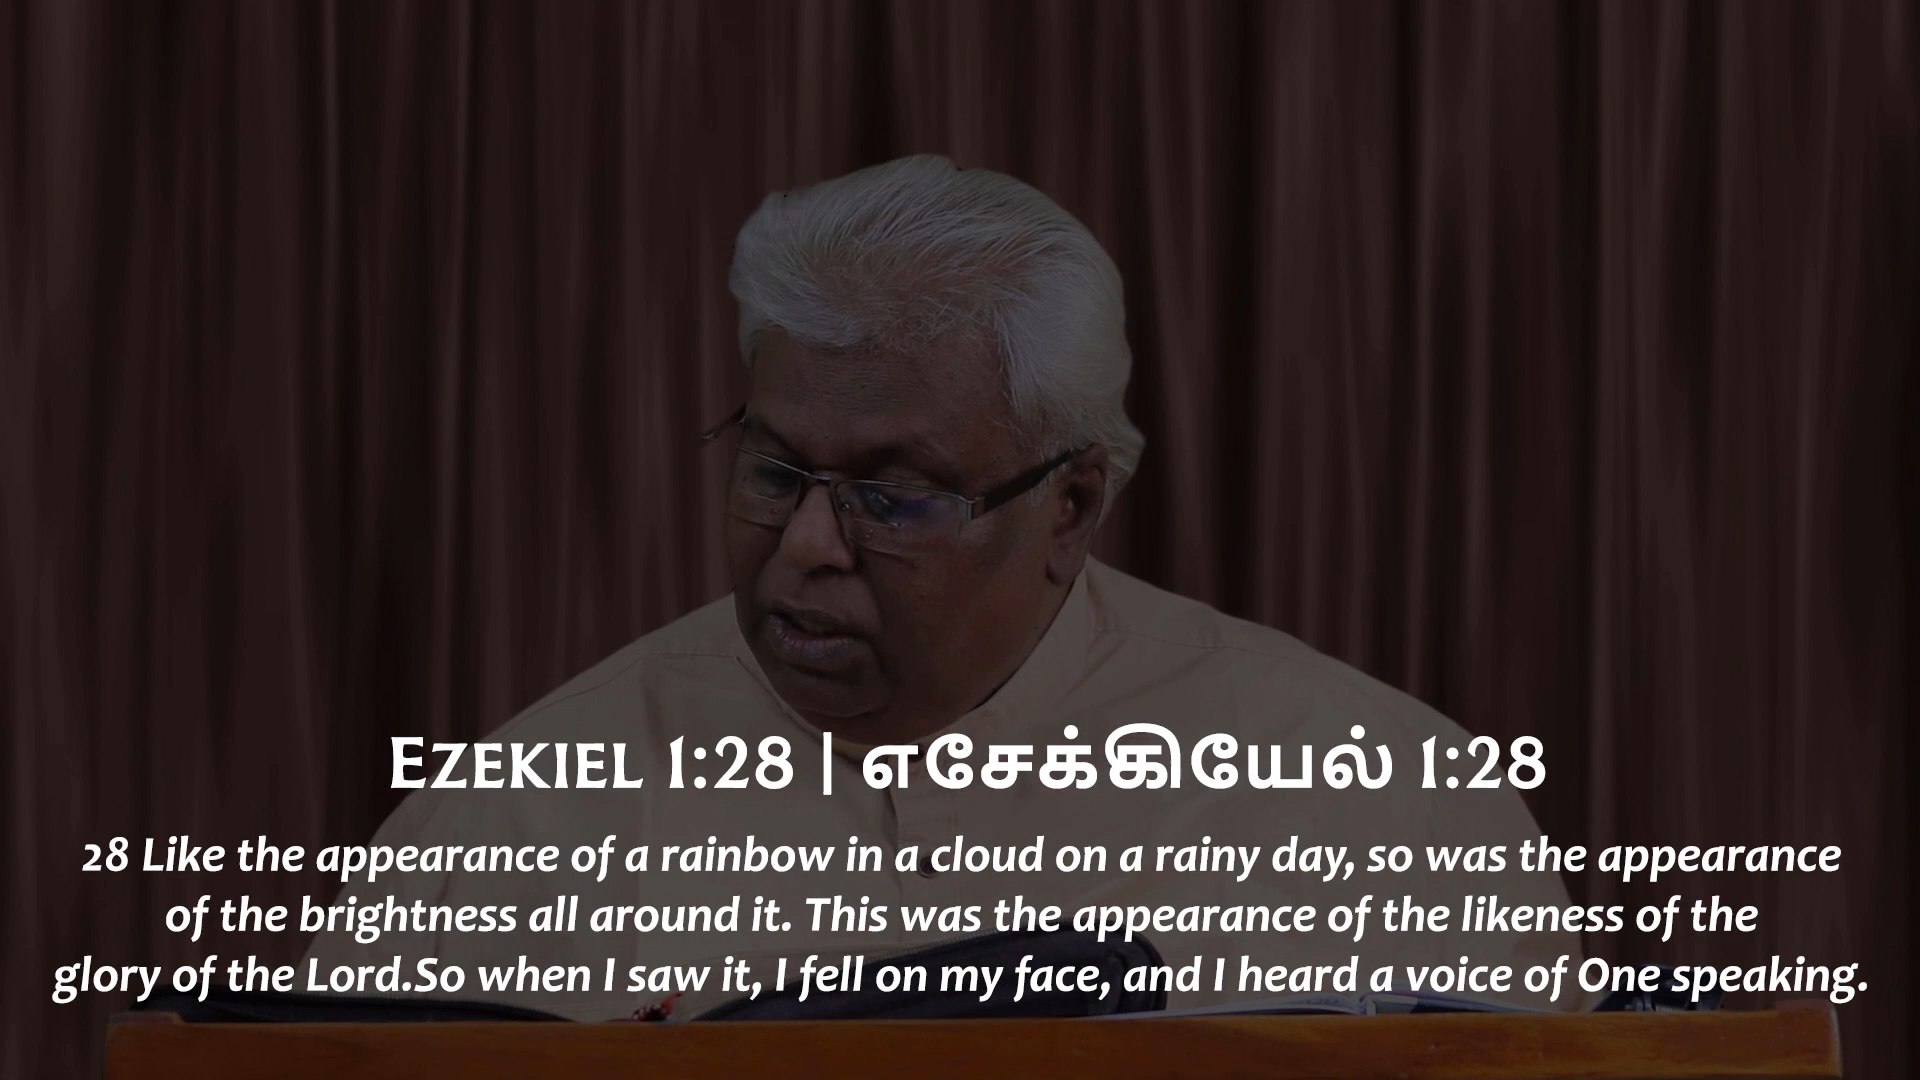 EZEKIEL 1:28 | எசேக்கியேல் 1:28
28 Like the appearance of a rainbow in a cloud on a rainy day, so was the appearance
of the brightness all around it. This was the appearance of the likeness of the
glory of the Lord.So when I saw it, I fell on my face, and I heard a voice of One speaking.